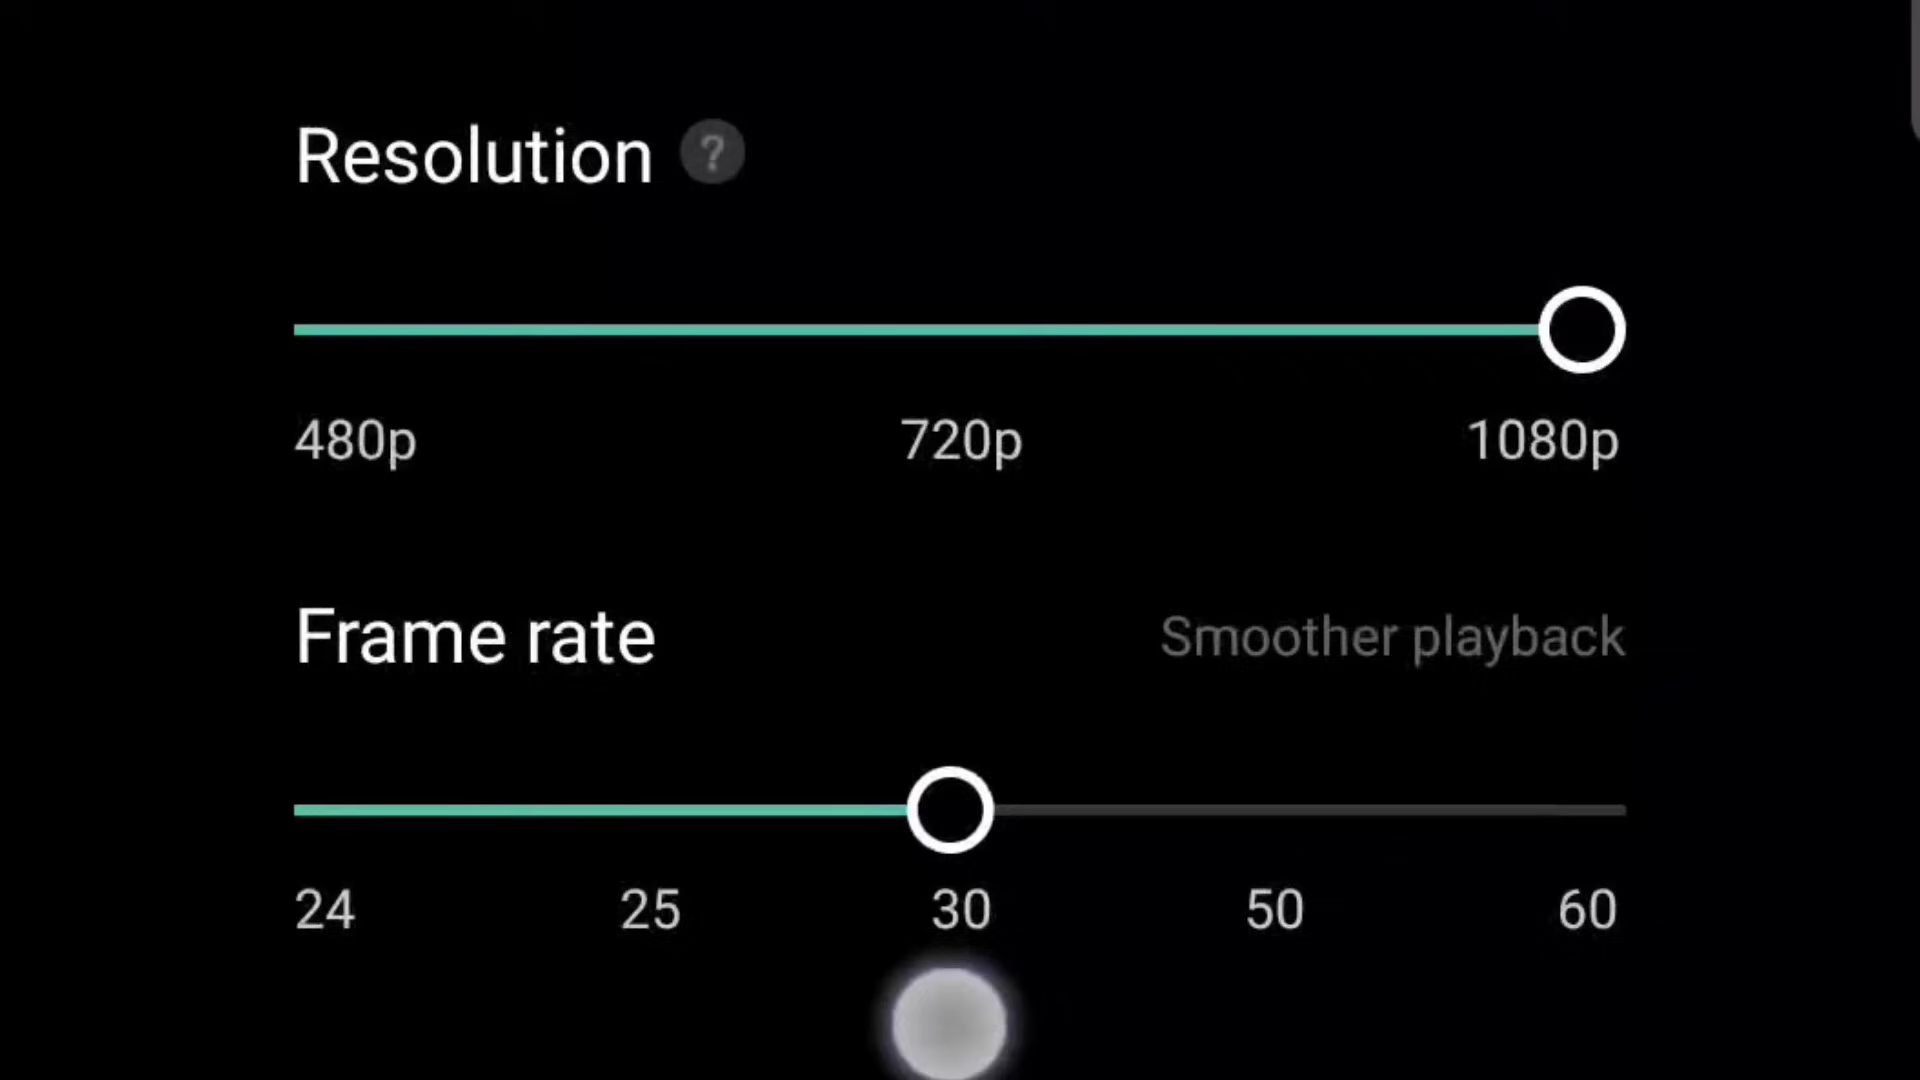 Resolution ?
480p 720p 1080p
Frame rate Smoother playback
24 25 30 50 60